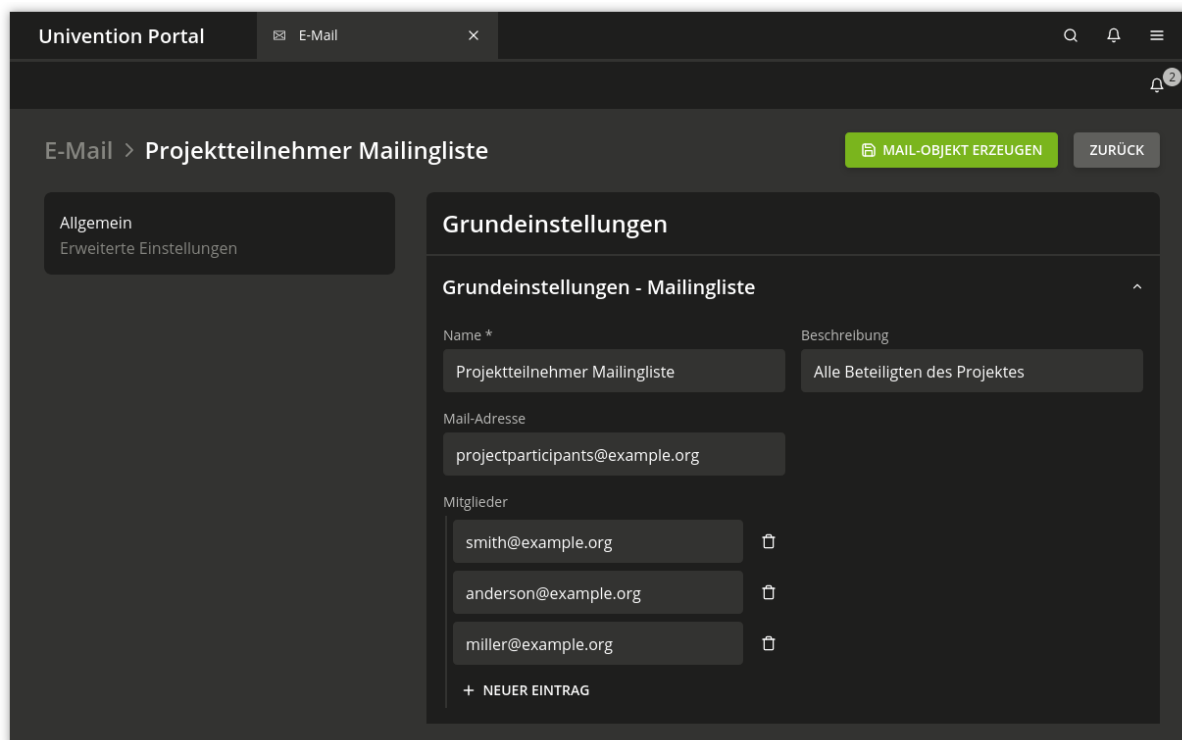 Univention Portal
E-Mail
2
E-Mail > Projektteilnehmer Mailingliste
MAIL-OBJEKT ERZEUGEN
ZURÜCK
Allgemein
Erweiterte Einstellungen
Grundeinstellungen
Grundeinstellungen - Mailingliste
Name *
Beschreibung
Projektteilnehmer Mailingliste
Alle Beteiligten des Projektes
Mail-Adresse
projectparticipants@example.org
Mitglieder
smith@example.org
anderson@example.org
miller@example.org
+ NEUER EINTRAG